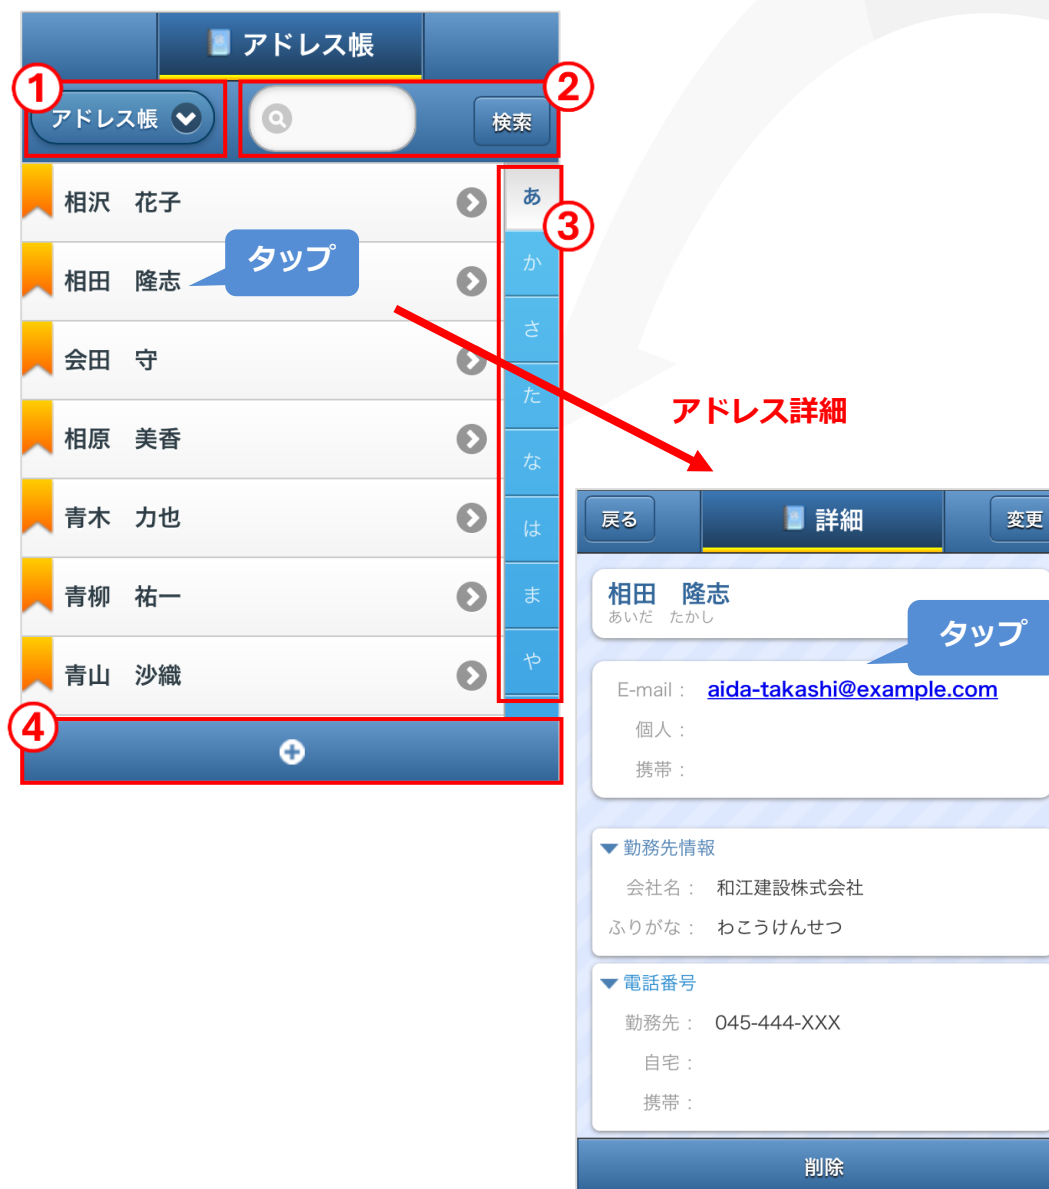 アドレス帳
①
②
アドレス帳
検索
相沢　花子
あ
③
タップ
か
相田　隆志
さ
会田　守
た
アドレス詳細
相原　美香
な
青木　力也
は
戻る
詳細
変更
青柳　祐一
ま
相田　隆志
あいだ　たかし
タップ
青山　沙織
や
E-mail : aida-takashi@example.com
④
個人 :
携帯 :
勤務先情報
会社名 : 和江建設株式会社
ふりがな : わこうけんせつ
電話番号
勤務先 : 045-444-XXX
自宅 :
携帯 :
削除